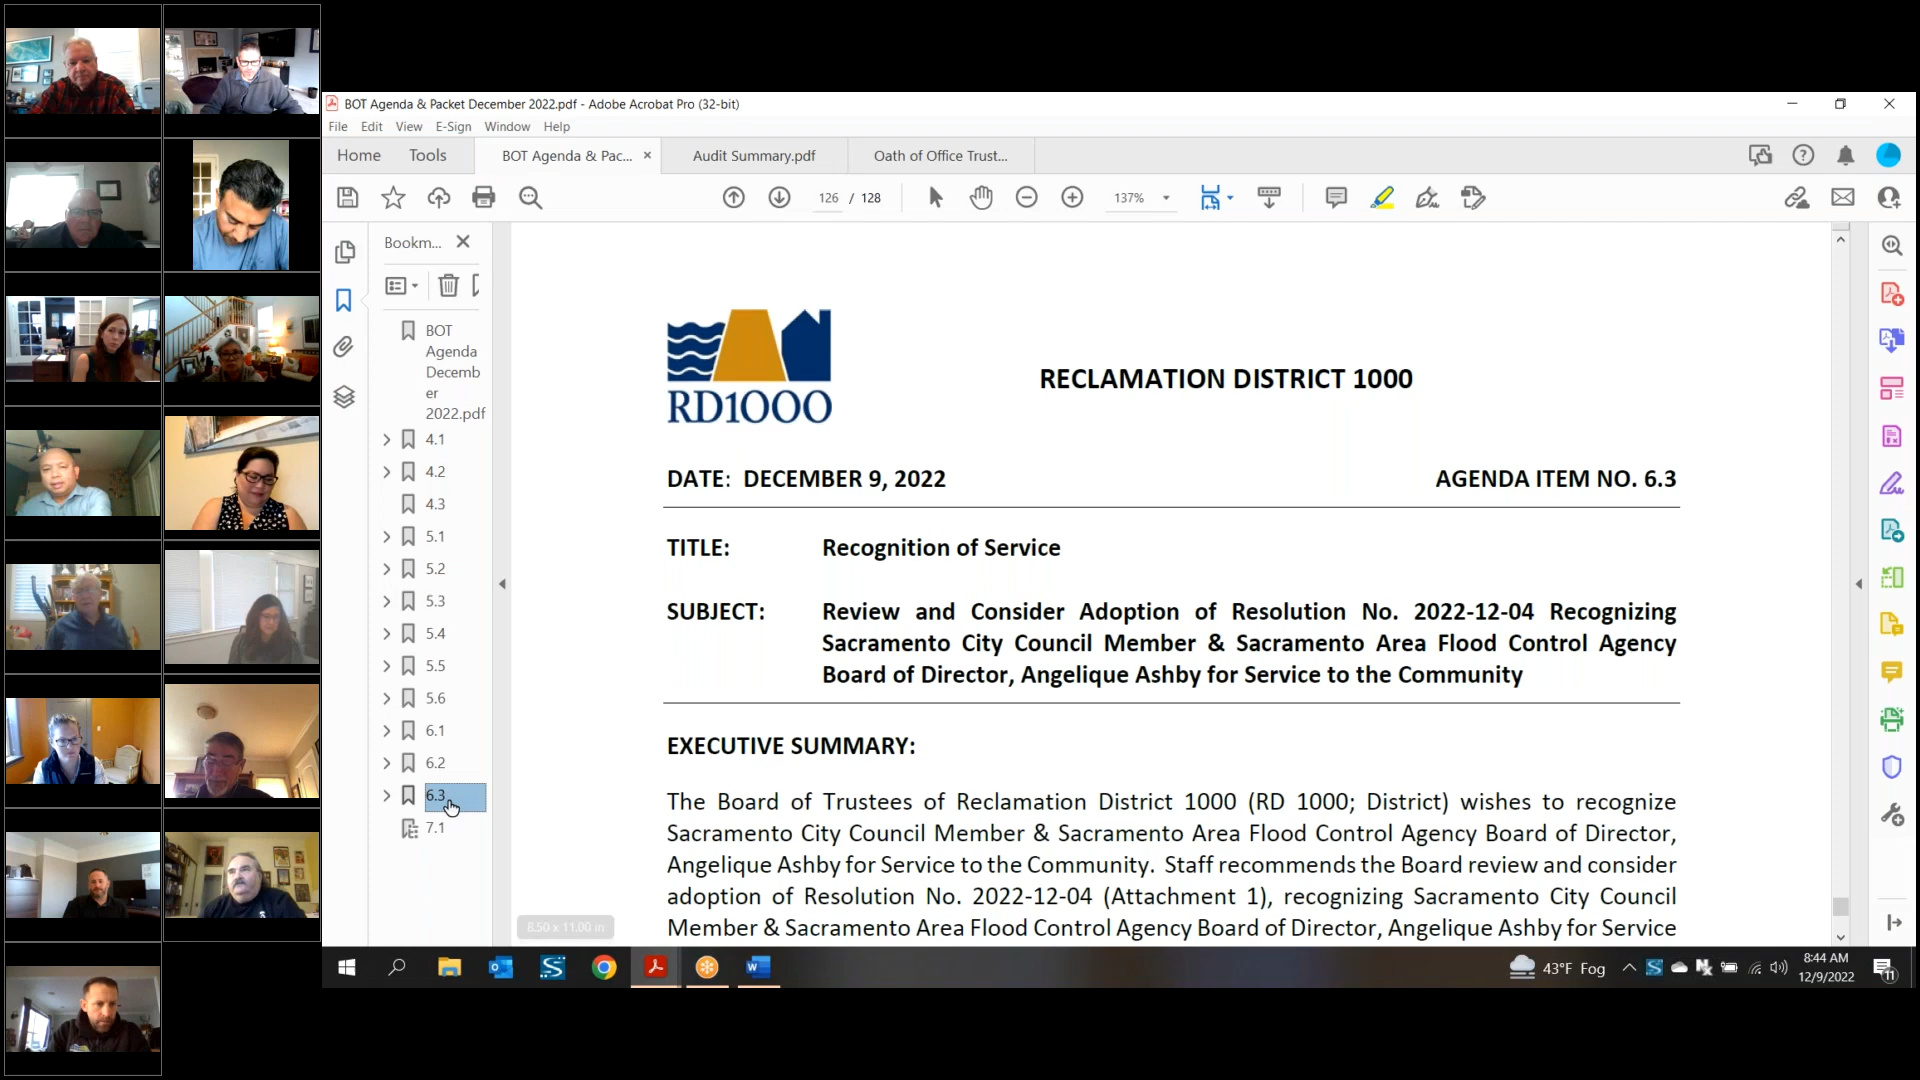 BOT Agenda & Packet December 2022.pdf - Adobe Acrobat Pro (32-bit)
File Edit View E-Sign Window Help
Home Tools BOT Agenda & Pac... Audit Summary.pdf Oath of Office Trust...
126 / 128 137%
Bookm...
BOT
Agenda
Decemb
er
2022.pdf
4.1
4.2
4.3
5.1
5.2
5.3
5.4
5.5
5.6
6.1
6.2
6.3
7.1
RD1000
RECLAMATION DISTRICT 1000
DATE: DECEMBER 9, 2022 AGENDA ITEM NO. 6.3
TITLE: Recognition of Service
SUBJECT: Review and Consider Adoption of Resolution No. 2022-12-04 Recognizing
Sacramento City Council Member & Sacramento Area Flood Control Agency
Board of Director, Angelique Ashby for Service to the Community
EXECUTIVE SUMMARY:
The Board of Trustees of Reclamation District 1000 (RD 1000; District) wishes to recognize
Sacramento City Council Member & Sacramento Area Flood Control Agency Board of Director,
Angelique Ashby for Service to the Community. Staff recommends the Board review and consider
adoption of Resolution No. 2022-12-04 (Attachment 1), recognizing Sacramento City Council
Member & Sacramento Area Flood Control Agency Board of Director, Angelique Ashby for Service
8.50 x 11.00 in
43°F Fog
8:44 AM
12/9/2022
11